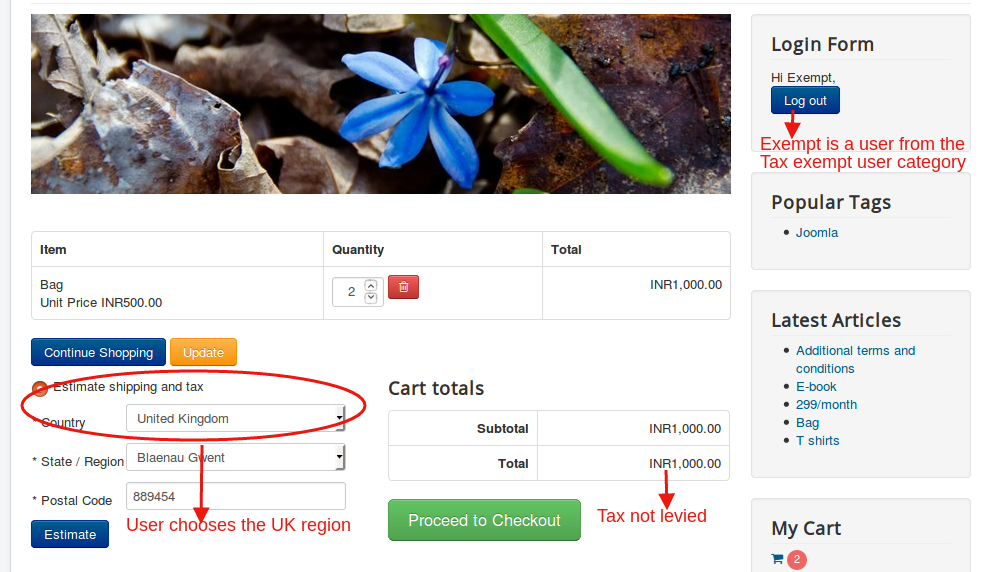 Login Form
Hi Exempt,
Log out
Exempt is a user from the
Tax exempt user category
Popular Tags
Joomla
Item Quantity Total
Bag
Unit Price INR500.00
2
INR1,000.00
Continue Shopping Update
Latest Articles
Additional terms and
conditions
E-book
299/month
Bag
T shirts
Estimate shipping and tax
* Country United Kingdom
* State / Region Blaenau Gwent
* Postal Code 889454
Estimate
User chooses the UK region
Cart totals
Subtotal INR1,000.00
Total INR1,000.00
Proceed to Checkout
Tax not levied
My Cart
2